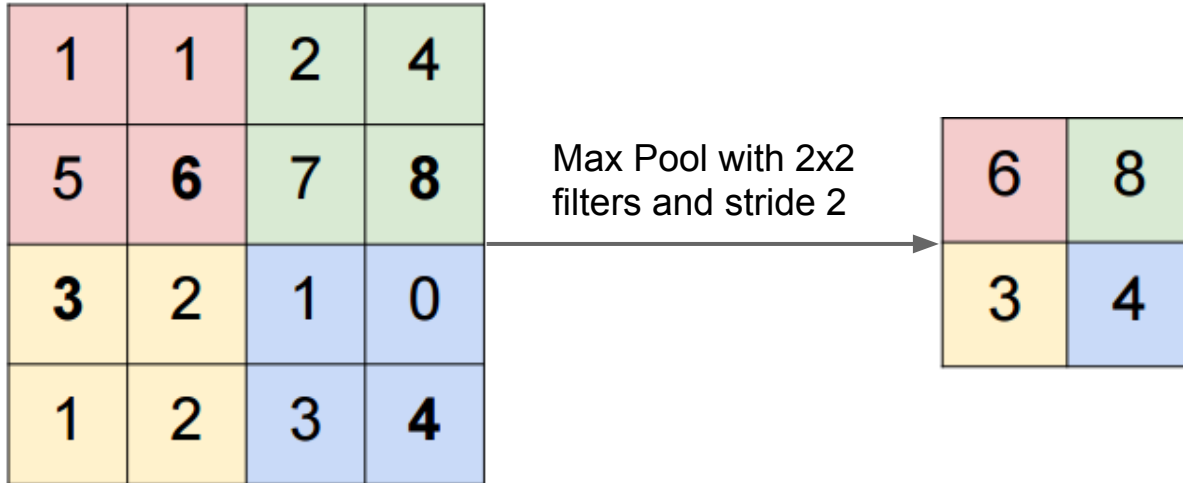 1 1 2 4
5 6 7 8
3 2 1 0
1 2 3 4
Max Pool with 2x2
filters and stride 2
6 8
3 4